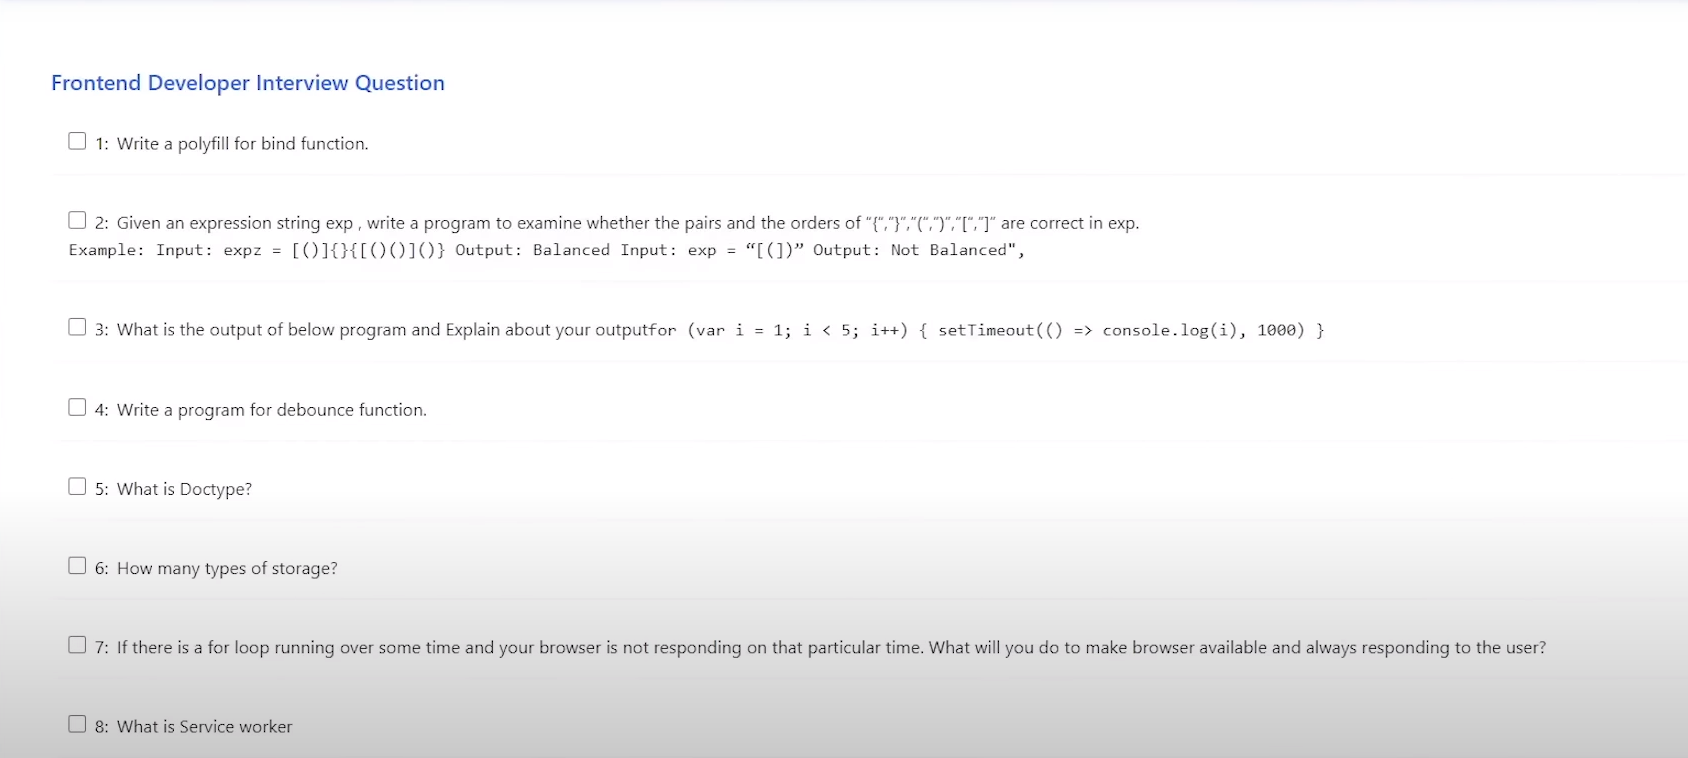 Frontend Developer Interview Question
1: Write a polyfill for bind function.
2: Given an expression string exp , write a program to examine whether the pairs and the orders of “{“,”}”,”(“,”)”,”[“,”]” are correct in exp.
Example: Input: expz = [()]{}{[()()]()} Output: Balanced Input: exp = “[(])” Output: Not Balanced",
3: What is the output of below program and Explain about your outputfor (var i = 1; i < 5; i++) { setTimeout(() => console.log(i), 1000) }
4: Write a program for debounce function.
5: What is Doctype?
6: How many types of storage?
7: If there is a for loop running over some time and your browser is not responding on that particular time. What will you do to make browser available and always responding to the user?
8: What is Service worker